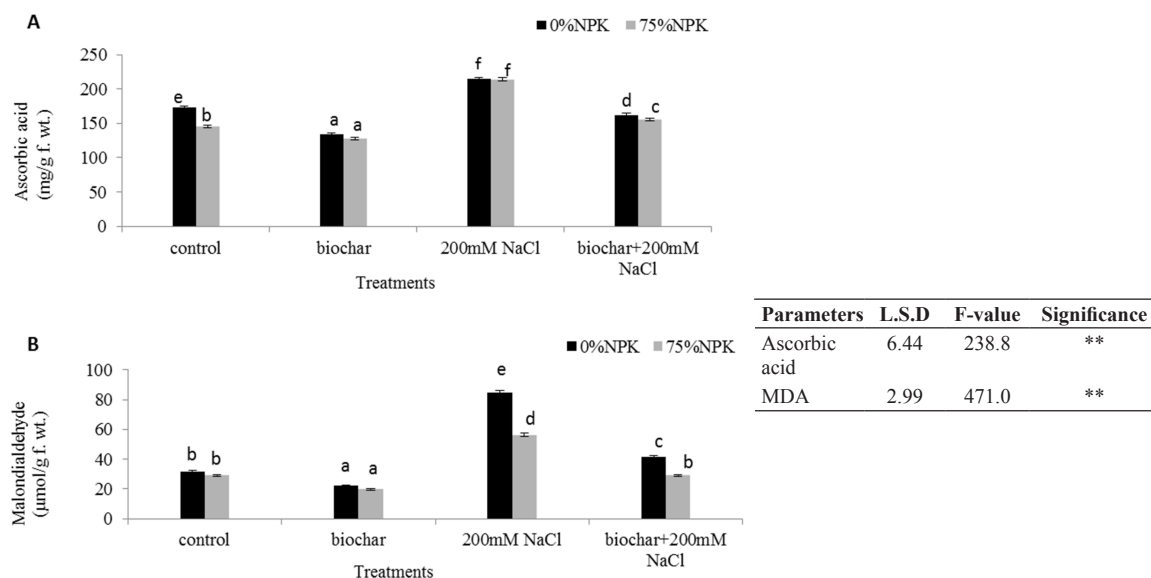 A
0%NPK 75%NPK
Ascorbic acid
(mg/g f. wt.)
250
200
150
100
50
0
e
b
a
a
f
f
d
c
control
biochar
200mM NaCl
biochar+200mM
NaCl
Treatments
B
0%NPK 75%NPK
Malondialdehyde
(µmol/g f. wt.)
100
80
60
40
20
0
b
b
a
a
e
d
c
b
control
biochar
200mM NaCl
biochar+200mM
NaCl
Treatments
Parameters L.S.D F-value Significance
Ascorbic 6.44 238.8 **
acid
MDA 2.99 471.0 **